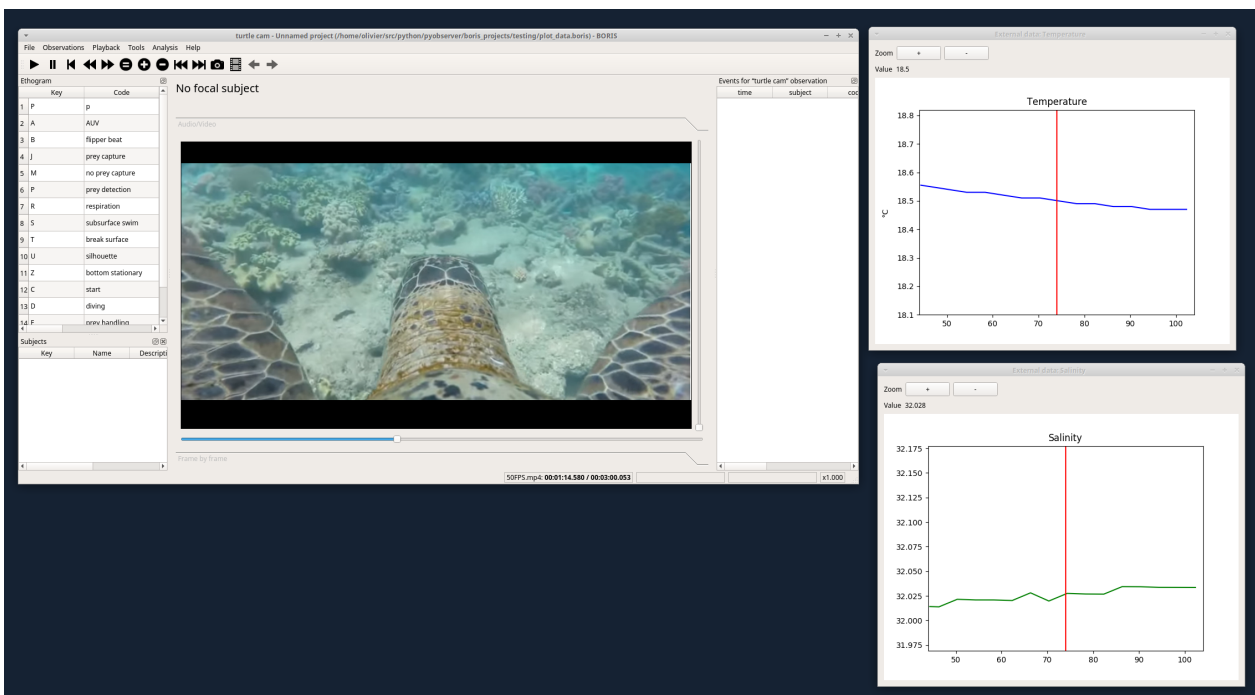 turtle cam - Unnamed project (/home/olivier/src/python/pyobserver/boris_projects/testing/plot_data.boris) - BORIS
File Observations Playback Tools Analysis Help
Ethogram
Key Code
1 P p
2 A AUV
3 B flipper beat
4 J prey capture
5 M no prey capture
6 P prey detection
7 R respiration
8 S subsurface swim
9 T break surface
10 U silhouette
11 Z bottom stationary
12 C start
13 D diving
14 E prey handling
Subjects
Key Name Descripti
No focal subject
Audio/Video
Frame by frame
Events for "turtle cam" observation
time subject cod
50FPS.mp4: 00:01:14.580 / 00:03:00.053
x1.000
External data: Temperature
Zoom + -
Value 18.5
Temperature
18.8
18.7
18.6
18.5
18.4
18.3
18.2
18.1
°C
50 60 70 80 90 100
External data: Salinity
Zoom + -
Value 32.028
Salinity
32.175
32.150
32.125
32.100
32.075
32.050
32.025
32.000
31.975
50 60 70 80 90 100